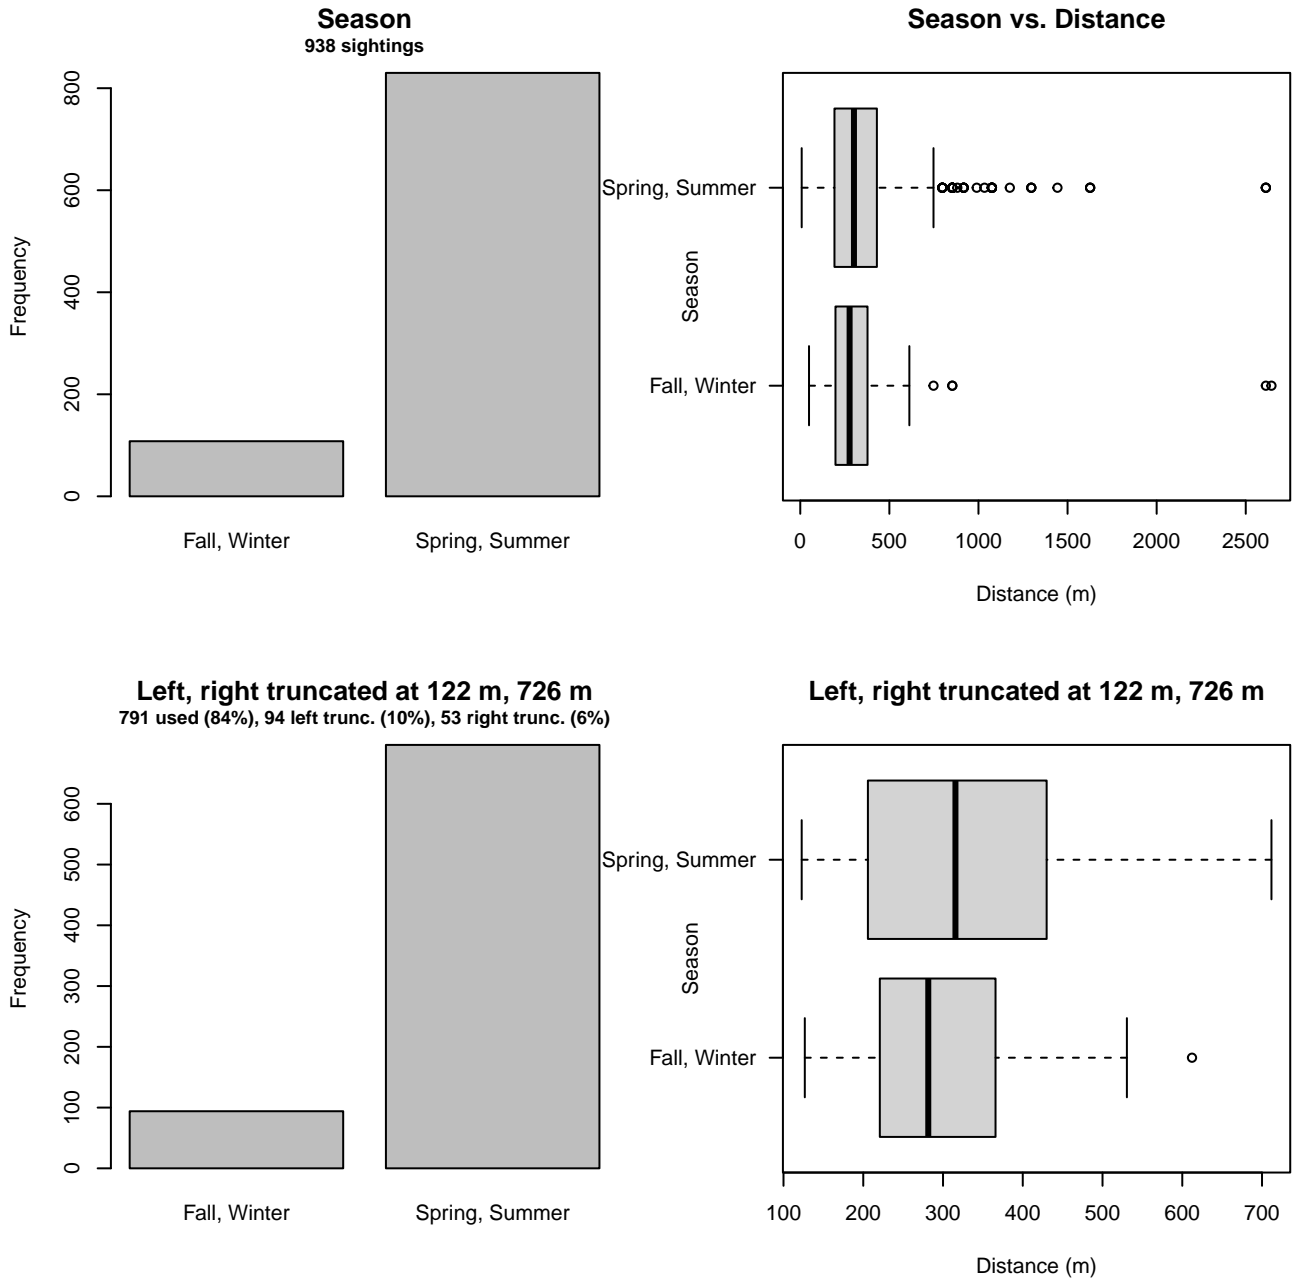 Season
938 sightings
Frequency
0
200
400
600
800
Fall, Winter
Spring, Summer
Season vs. Distance
Season
Spring, Summer
Fall, Winter
0 500 1000 1500 2000 2500
Distance (m)
Left, right truncated at 122 m, 726 m
791 used (84%), 94 left trunc. (10%), 53 right trunc. (6%)
Frequency
0
100
200
300
400
500
600
Fall, Winter
Spring, Summer
Left, right truncated at 122 m, 726 m
Season
Spring, Summer
Fall, Winter
100 200 300 400 500 600 700
Distance (m)